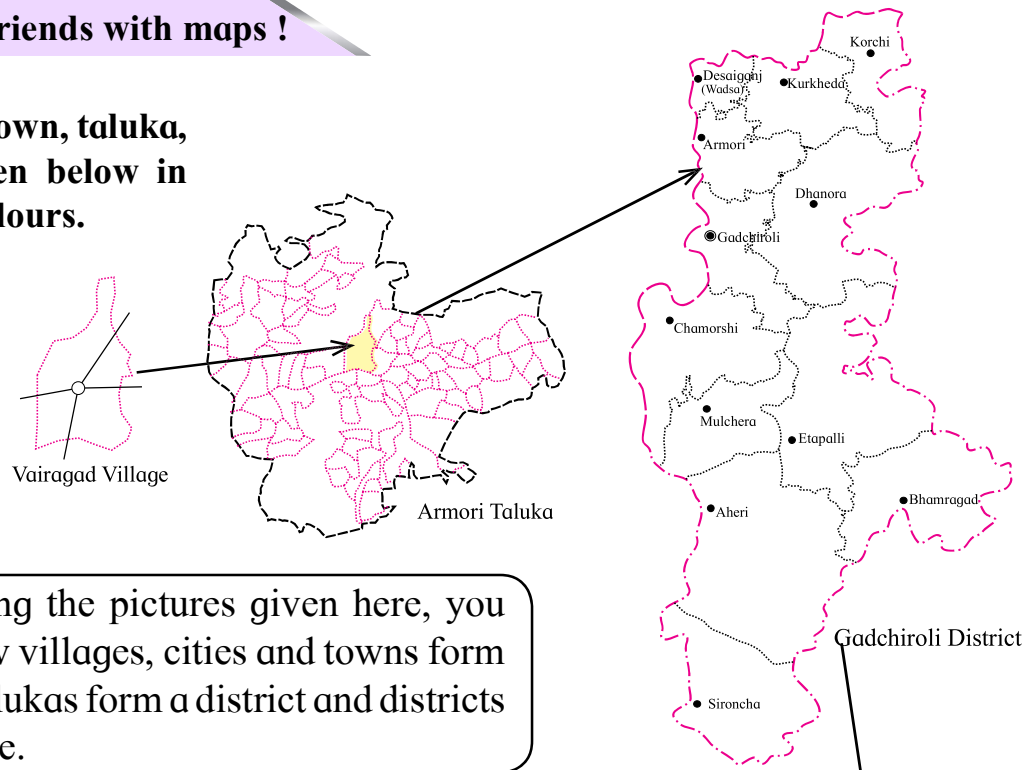 riends with maps !
own, taluka,
en below in
lours.
Vairagad Village
Armori Taluka
ng the pictures given here, you
villages, cities and towns form
lukas form a district and districts
e.
Korchi
Desaiganj
(Wadsa)
Kurkheda
Armori
Dhanora
Gadchiroli
Chamorshi
Mulchera
Etapalli
Bhamragad
Aheri
Gadchiroli District
Sironcha